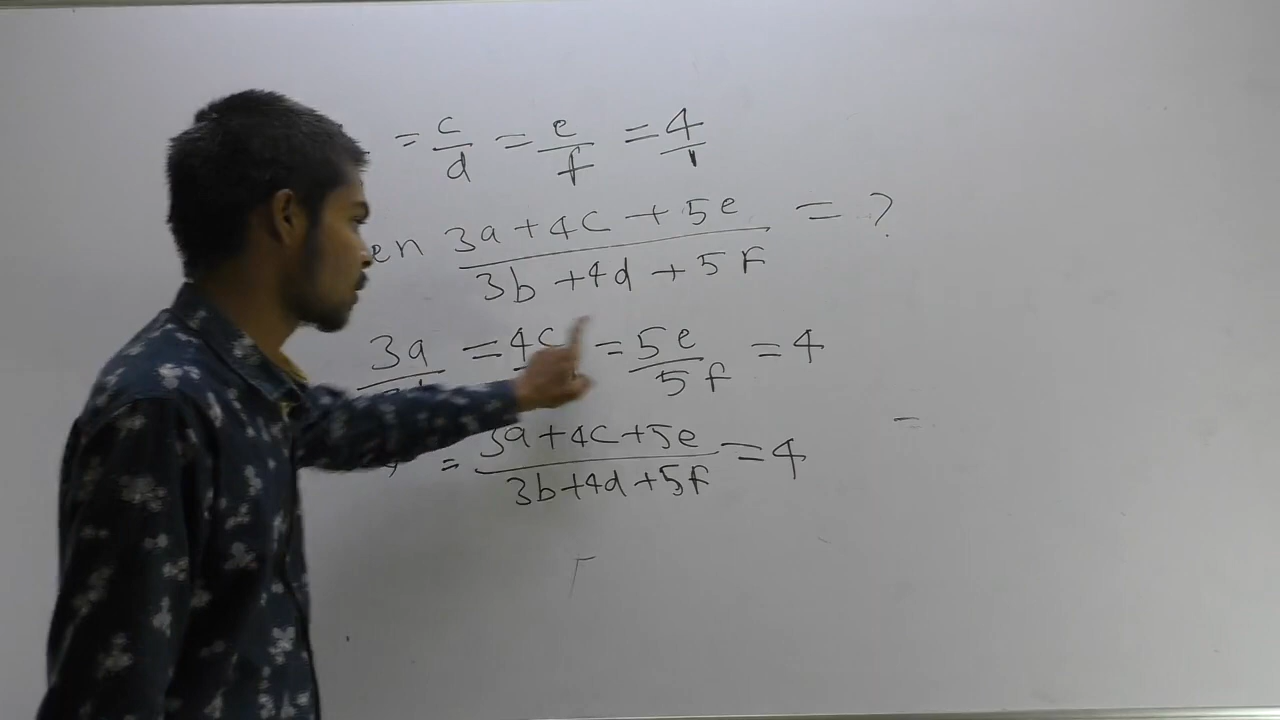 = c/d = e/f = 4/1
en 3a+4c+5e/3b+4d+5F = ?
3a = 4c = 5e/5f = 4
= 3a+4c+5e/3b+4d+5F = 4